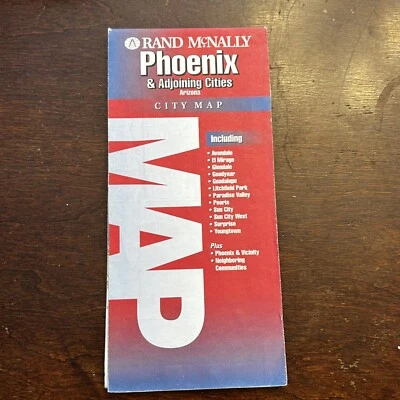 RAND McNALLY
Phoenix
& Adjoining Cities
Arizona
CITY MAP
MAP
Including
• Avondale
• El Mirage
• Glendale
• Goodyear
• Guadalupe
• Litchfield Park
• Paradise Valley
• Peoria
• Sun City
• Sun City West
• Surprise
• Youngtown
Plus
• Phoenix & Vicinity
• Neighboring
Communities